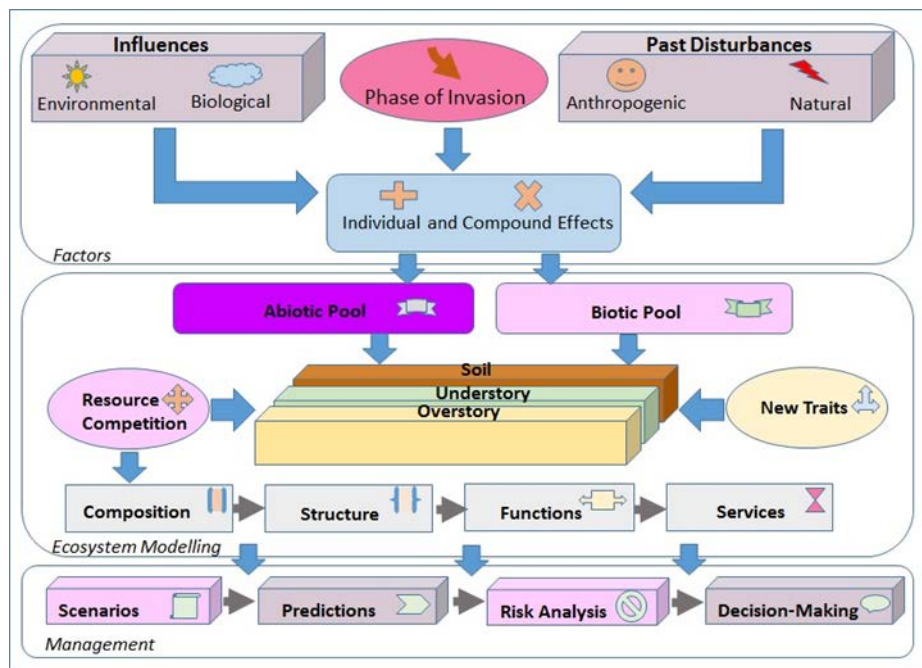 Influences
Environmental
Biological
Phase of Invasion
Past Disturbances
Anthropogenic
Natural
Individual and Compound Effects
Factors
Abiotic Pool
Biotic Pool
Soil
Understory
Overstory
Resource
Competition
New Traits
Composition
Structure
Functions
Services
Ecosystem Modelling
Scenarios
Predictions
Risk Analysis
Decision-Making
Management